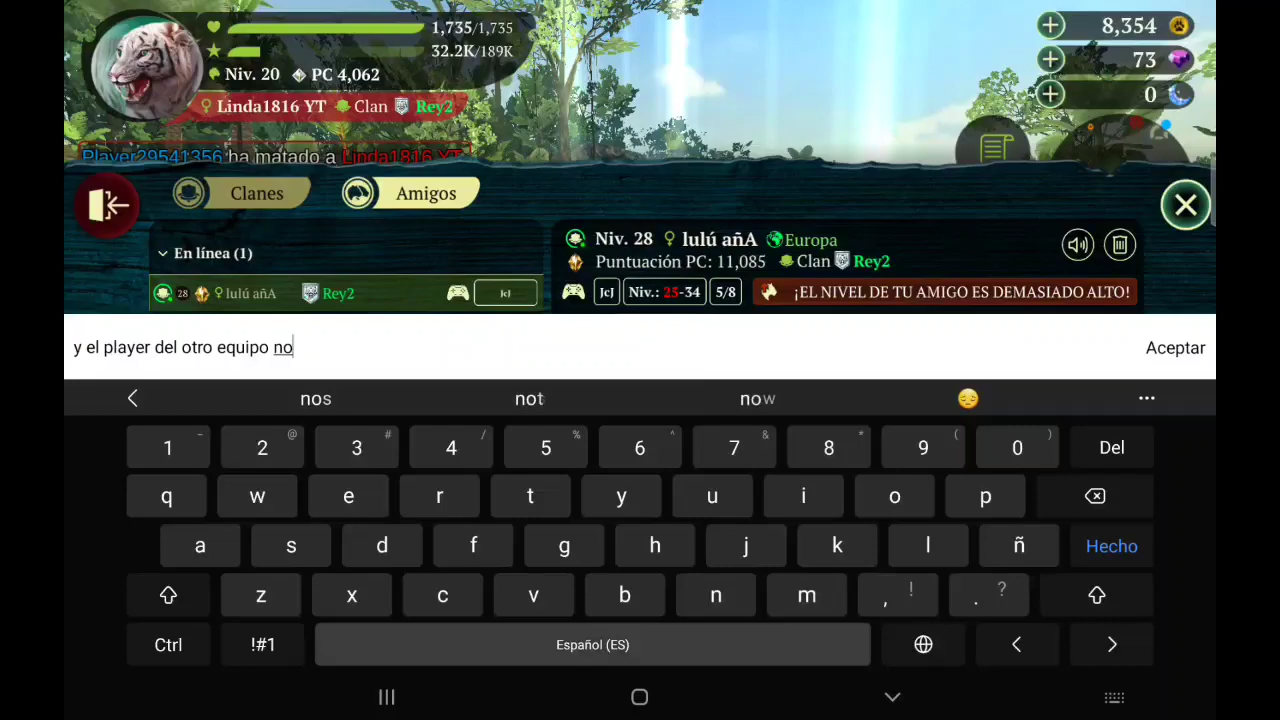 1,735/1,735
32.2K/189K
Niv. 20 PC 4,062
Linda1816 YT Clan Rey2
8,354
73
0
Player29541356 ha matado a Linda1816 YT
Clanes Amigos
En línea (1)
28 lulú añA Rey2 JcJ
Niv. 28 lulú añA Europa
Puntuación PC: 11,085 Clan Rey2
JcJ Niv.: 25-34 5/8 ¡EL NIVEL DE TU AMIGO ES DEMASIADO ALTO!
y el player del otro equipo no Aceptar
nos not now
1 - 2 @ 3 # 4 / 5 % 6 ^ 7 & 8 * 9 ( 0 ) Del
q w e r t y u i o p
a s d f g h j k l ñ Hecho
z x c v b n m , ! . ?
Ctrl !#1 Español (ES) < >